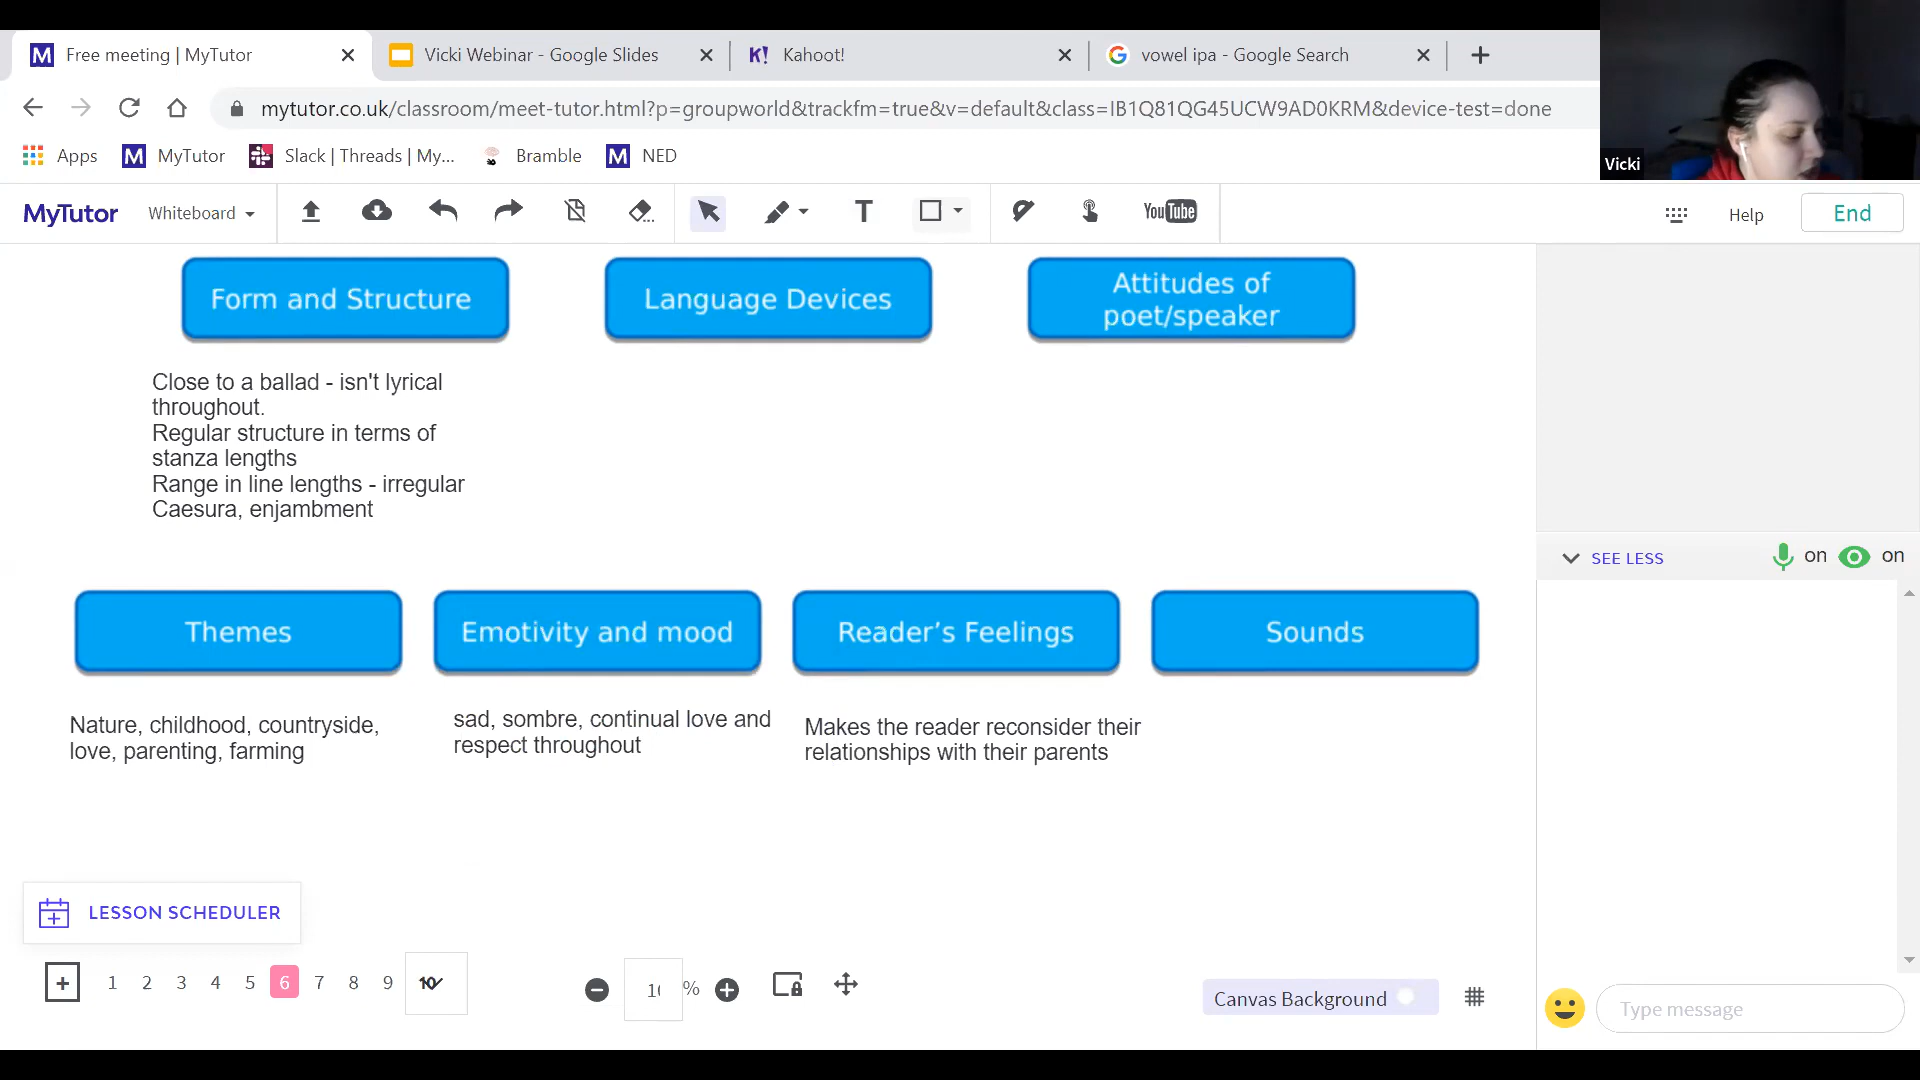 Free meeting | MyTutor
Vicki Webinar - Google Slides
K! Kahoot!
vowel ipa - Google Search
mytutor.co.uk/classroom/meet-tutor.html?p=groupworld&trackfm=true&v=default&class=IB1Q81QG45UCW9AD0KRM&device-test=done
Apps
MyTutor
Slack | Threads | My...
Bramble
NED
Vicki
MyTutor
Whiteboard
T
YouTube
Help
End
Form and Structure
Language Devices
Attitudes of
poet/speaker
Close to a ballad - isn't lyrical
throughout.
Regular structure in terms of
stanza lengths
Range in line lengths - irregular
Caesura, enjambment
SEE LESS
on
on
Themes
Emotivity and mood
Reader's Feelings
Sounds
Nature, childhood, countryside,
love, parenting, farming
sad, sombre, continual love and
respect throughout
Makes the reader reconsider their
relationships with their parents
LESSON SCHEDULER
1 2 3 4 5 6 7 8 9 10
%
Canvas Background
Type message